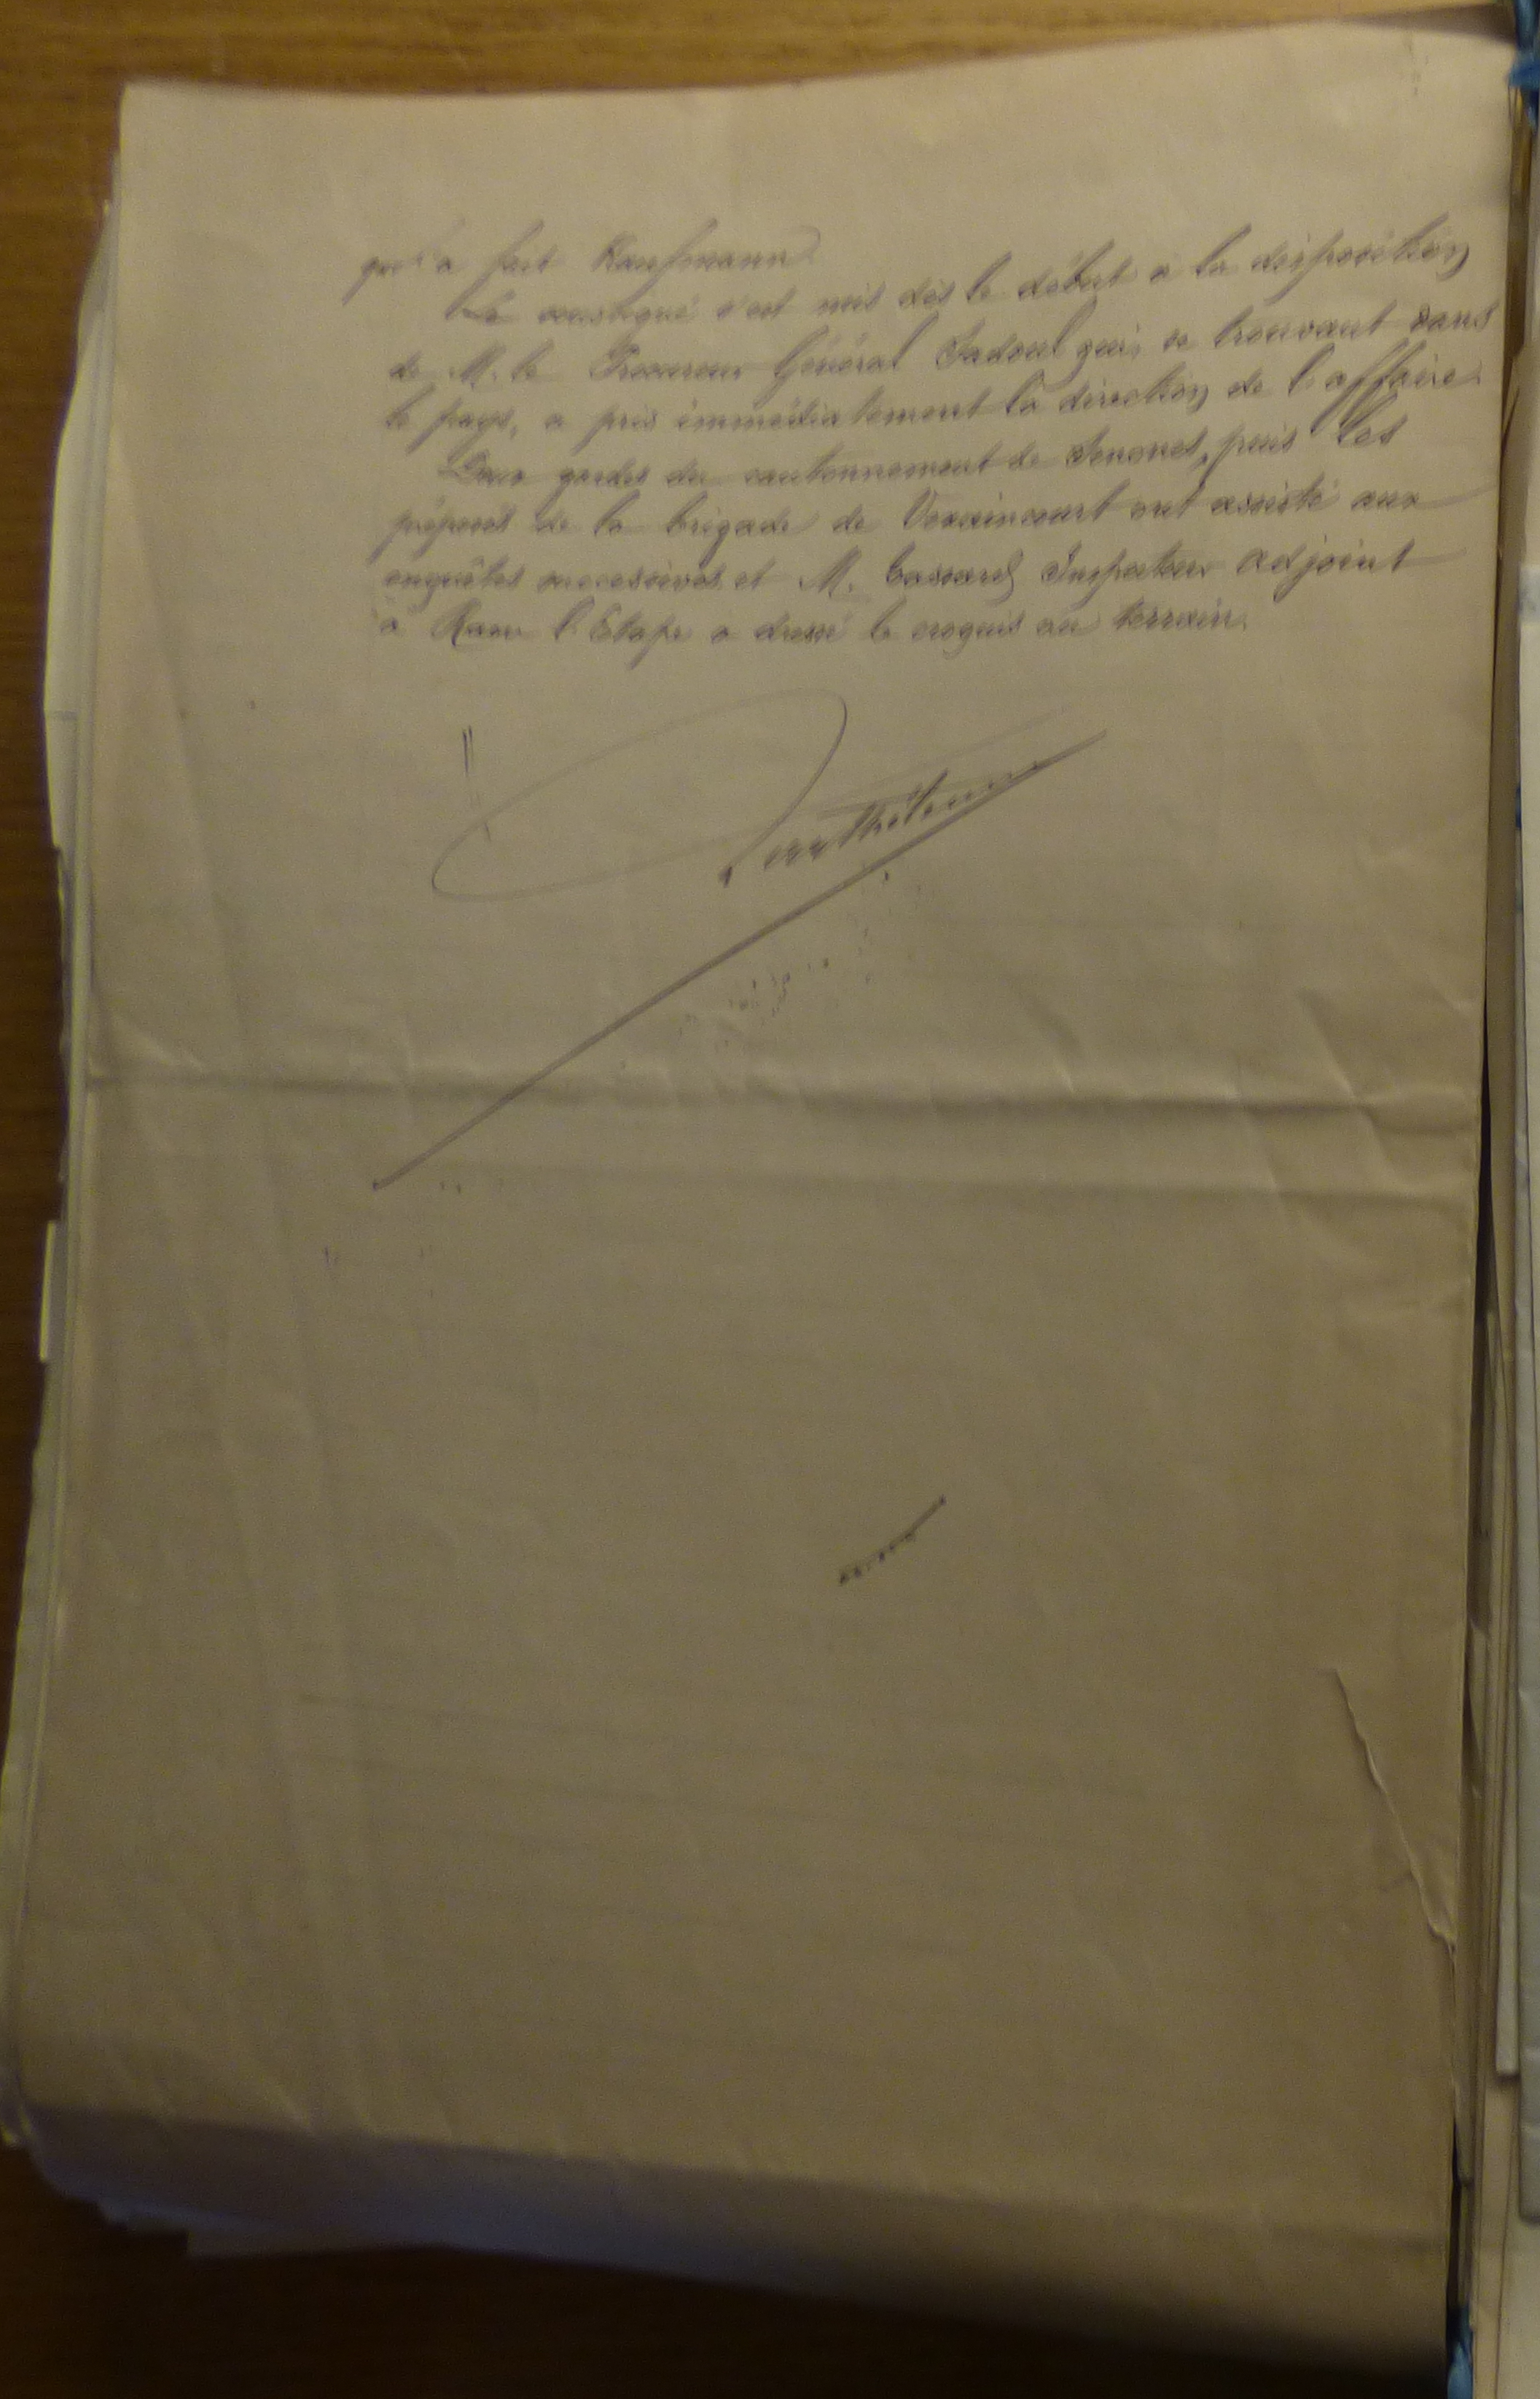 qu'a fait Kaufmann
Le soussigné s'est mis dès le début à la disposition
de M. le Procureur Général Sadoul qui, se trouvant dans
le pays, a pris immédiatement la direction de l'affaire.
Deux gardes du cantonnement de Senones, puis les
préposés de la brigade de Vexaincourt ont assisté aux
enquêtes successives et M. Inspecteur adjoint
à Raon l'Etape a dressé le croquis du terrain.